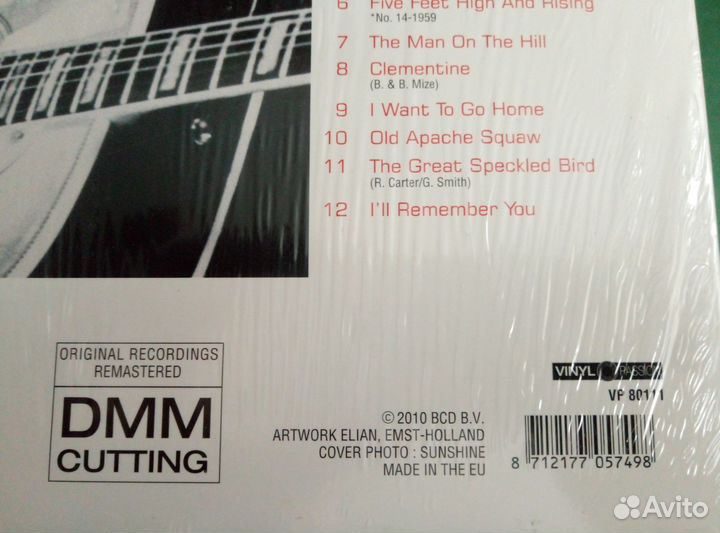 6 Five Feet High And Rising
*No. 14-1959
7 The Man On The Hill
8 Clementine
(B. & B. Mize)
9 I Want To Go Home
10 Old Apache Squaw
11 The Great Speckled Bird
(R. Carter/G. Smith)
12 I'll Remember You
ORIGINAL RECORDINGS
REMASTERED
DMM
CUTTING
© 2010 BCD B.V.
ARTWORK ELIAN, EMST-HOLLAND
COVER PHOTO : SUNSHINE
MADE IN THE EU
VINYL PASSION
VP 80111
8 712177 057498
Avito